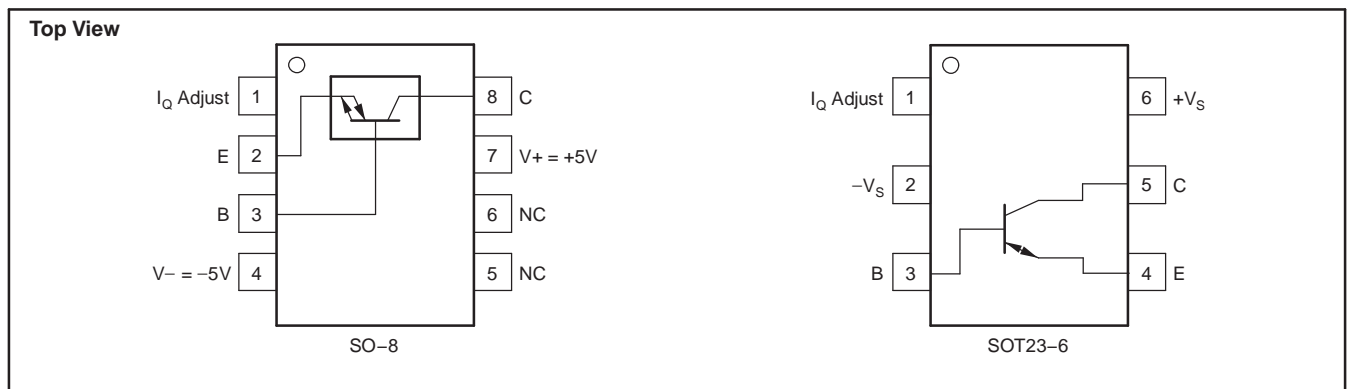 Top View
I_Q Adjust 1
8 C
E 2
7 V+ = +5V
B 3
6 NC
V− = −5V 4
5 NC
SO−8
I_Q Adjust 1
6 +V_S
−V_S 2
5 C
B 3
4 E
SOT23−6